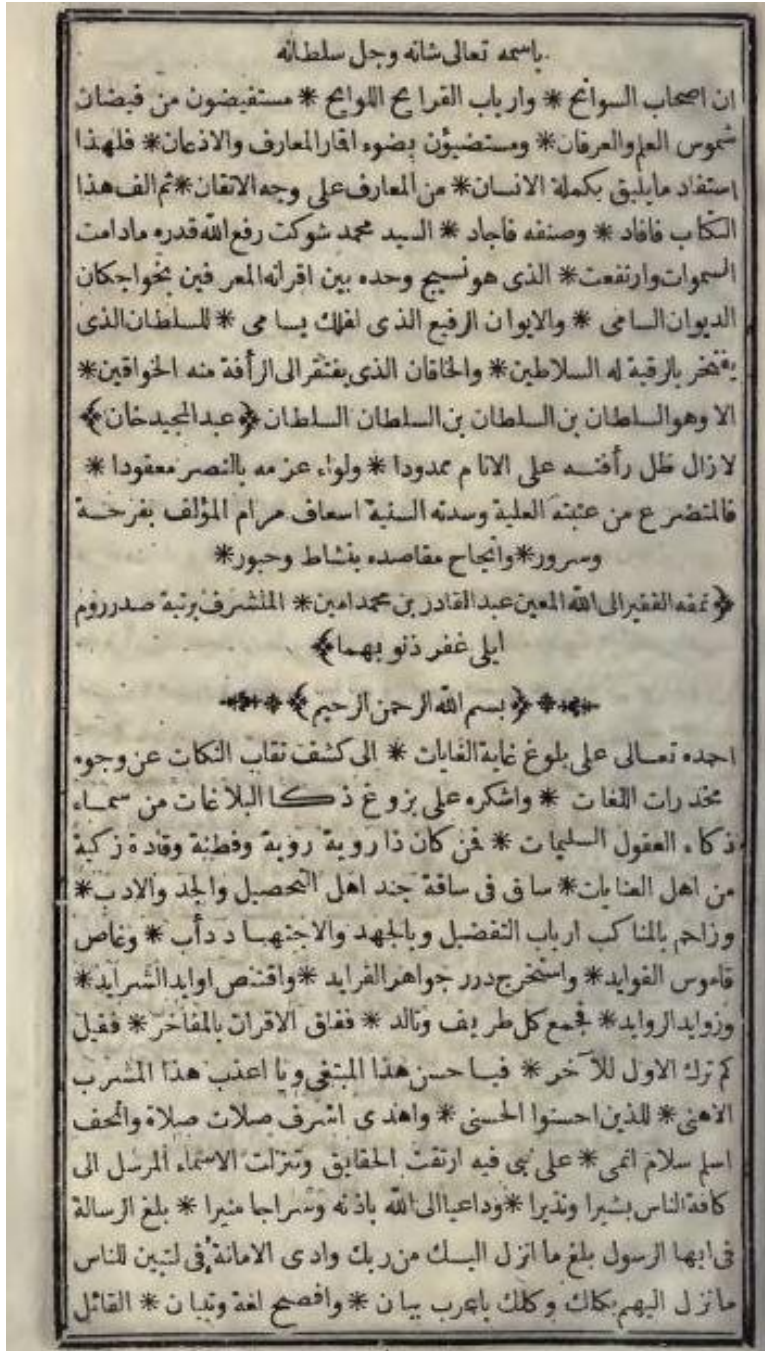 باسمه تعالى شانه وجل سلطانه
ان اصحاب السوانح * وارباب القرايح اللوايح * مستفيضون من فيضان
شموس العلم والعرفان * ومستضيؤن بضوء اقار المعارف والاذعان * فلهذا
استفاد مايليق بكملة الانسان * من المعارف على وجه الاتقان * ثم الف هذا
الكتاب فافاد * وصنفه فاجاد * السيد محمد شوكت رفع الله قدره مادامت
السموات وارتفعت * الذى هو نسيج وحده بين اقرانه المعرفين بخواجكان
الديوان السامى * والايوان الرفيع الذى لفلك يسامى * للسلطان الذى
يفتخر بالرقية له السلاطين * والخاقان الذى يفتقر الى الرأفة منه الخواقين *
الا وهو السلطان بن السلطان بن السلطان السلطان ﴿عبد المجيد خان﴾
لازال ظل رأفته على الانام ممدودا * ولواء عزمه بالنصر معقودا *
فالمتضرع من عتبته العلية وسدته السنية اسعاف مرام المؤلف بفرحة
وسرور * وانجاح مقاصده بنشاط وحبور *
﴿نمقه الفقير الى الله المعين عبد القادر بن محمد امين * المتشرف برتبة صدر روم
ايلى غفر ذنوبهما﴾
﴿بسم الله الرحمن الرحيم﴾
احمده تعالى على بلوغ غاية الغايات * الى كشف نقاب النكات عن وجوه
مخدرات اللغات * واشكره على بزوغ ذكا البلاغات من سماء
ذكاء العقول السليمات * فمن كان ذا روية روية وفطنة وقادة زكية
من اهل العنايات * ساق فى ساقة جند اهل التحصيل والجد والادب *
وزاحم بالمناكب ارباب التفضيل وبالجهد والاجتهاد دأب * وغاص
قاموس الفوايد * واستخرج درر جواهر الفرايد * واقتنص اوايد الشرايد *
وزوايد الروايد * فجمع كل طريف وتالد * ففاق الاقران بالمفاخر * فقيل
كم ترك الاول للآخر * فيا حسن هذا المبتغى ويا اعذب هذا المشرب
الاهنى * للذين احسنوا الحسنى * واهدى اشرف صلات صلاة واتحف
اسلم سلام انمى * على نبى فيه ارتقت الحقايق وتنزلت الاسماء المرسل الى
كافة الناس بشيرا ونذيرا * وداعيا الى الله باذنه وسراجا منيرا * بلغ الرسالة
فى ايها الرسول بلغ ما انزل اليك من ربك وادى الامانة فى لتبين للناس
ما نزل اليهم بكلك وكلك باعرب بيان * وافصح لغة وتبيان * القائل